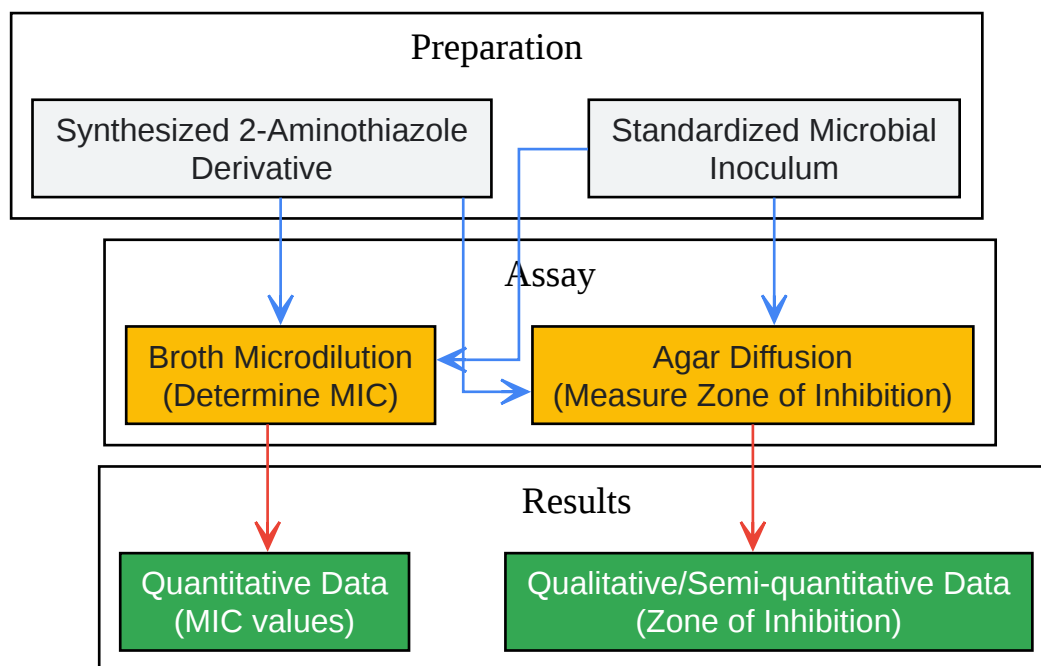 Preparation
Synthesized 2-Aminothiazole
Derivative
Standardized Microbial
Inoculum
Assay
Broth Microdilution
(Determine MIC)
Agar Diffusion
(Measure Zone of Inhibition)
Results
Quantitative Data
(MIC values)
Qualitative/Semi-quantitative Data
(Zone of Inhibition)